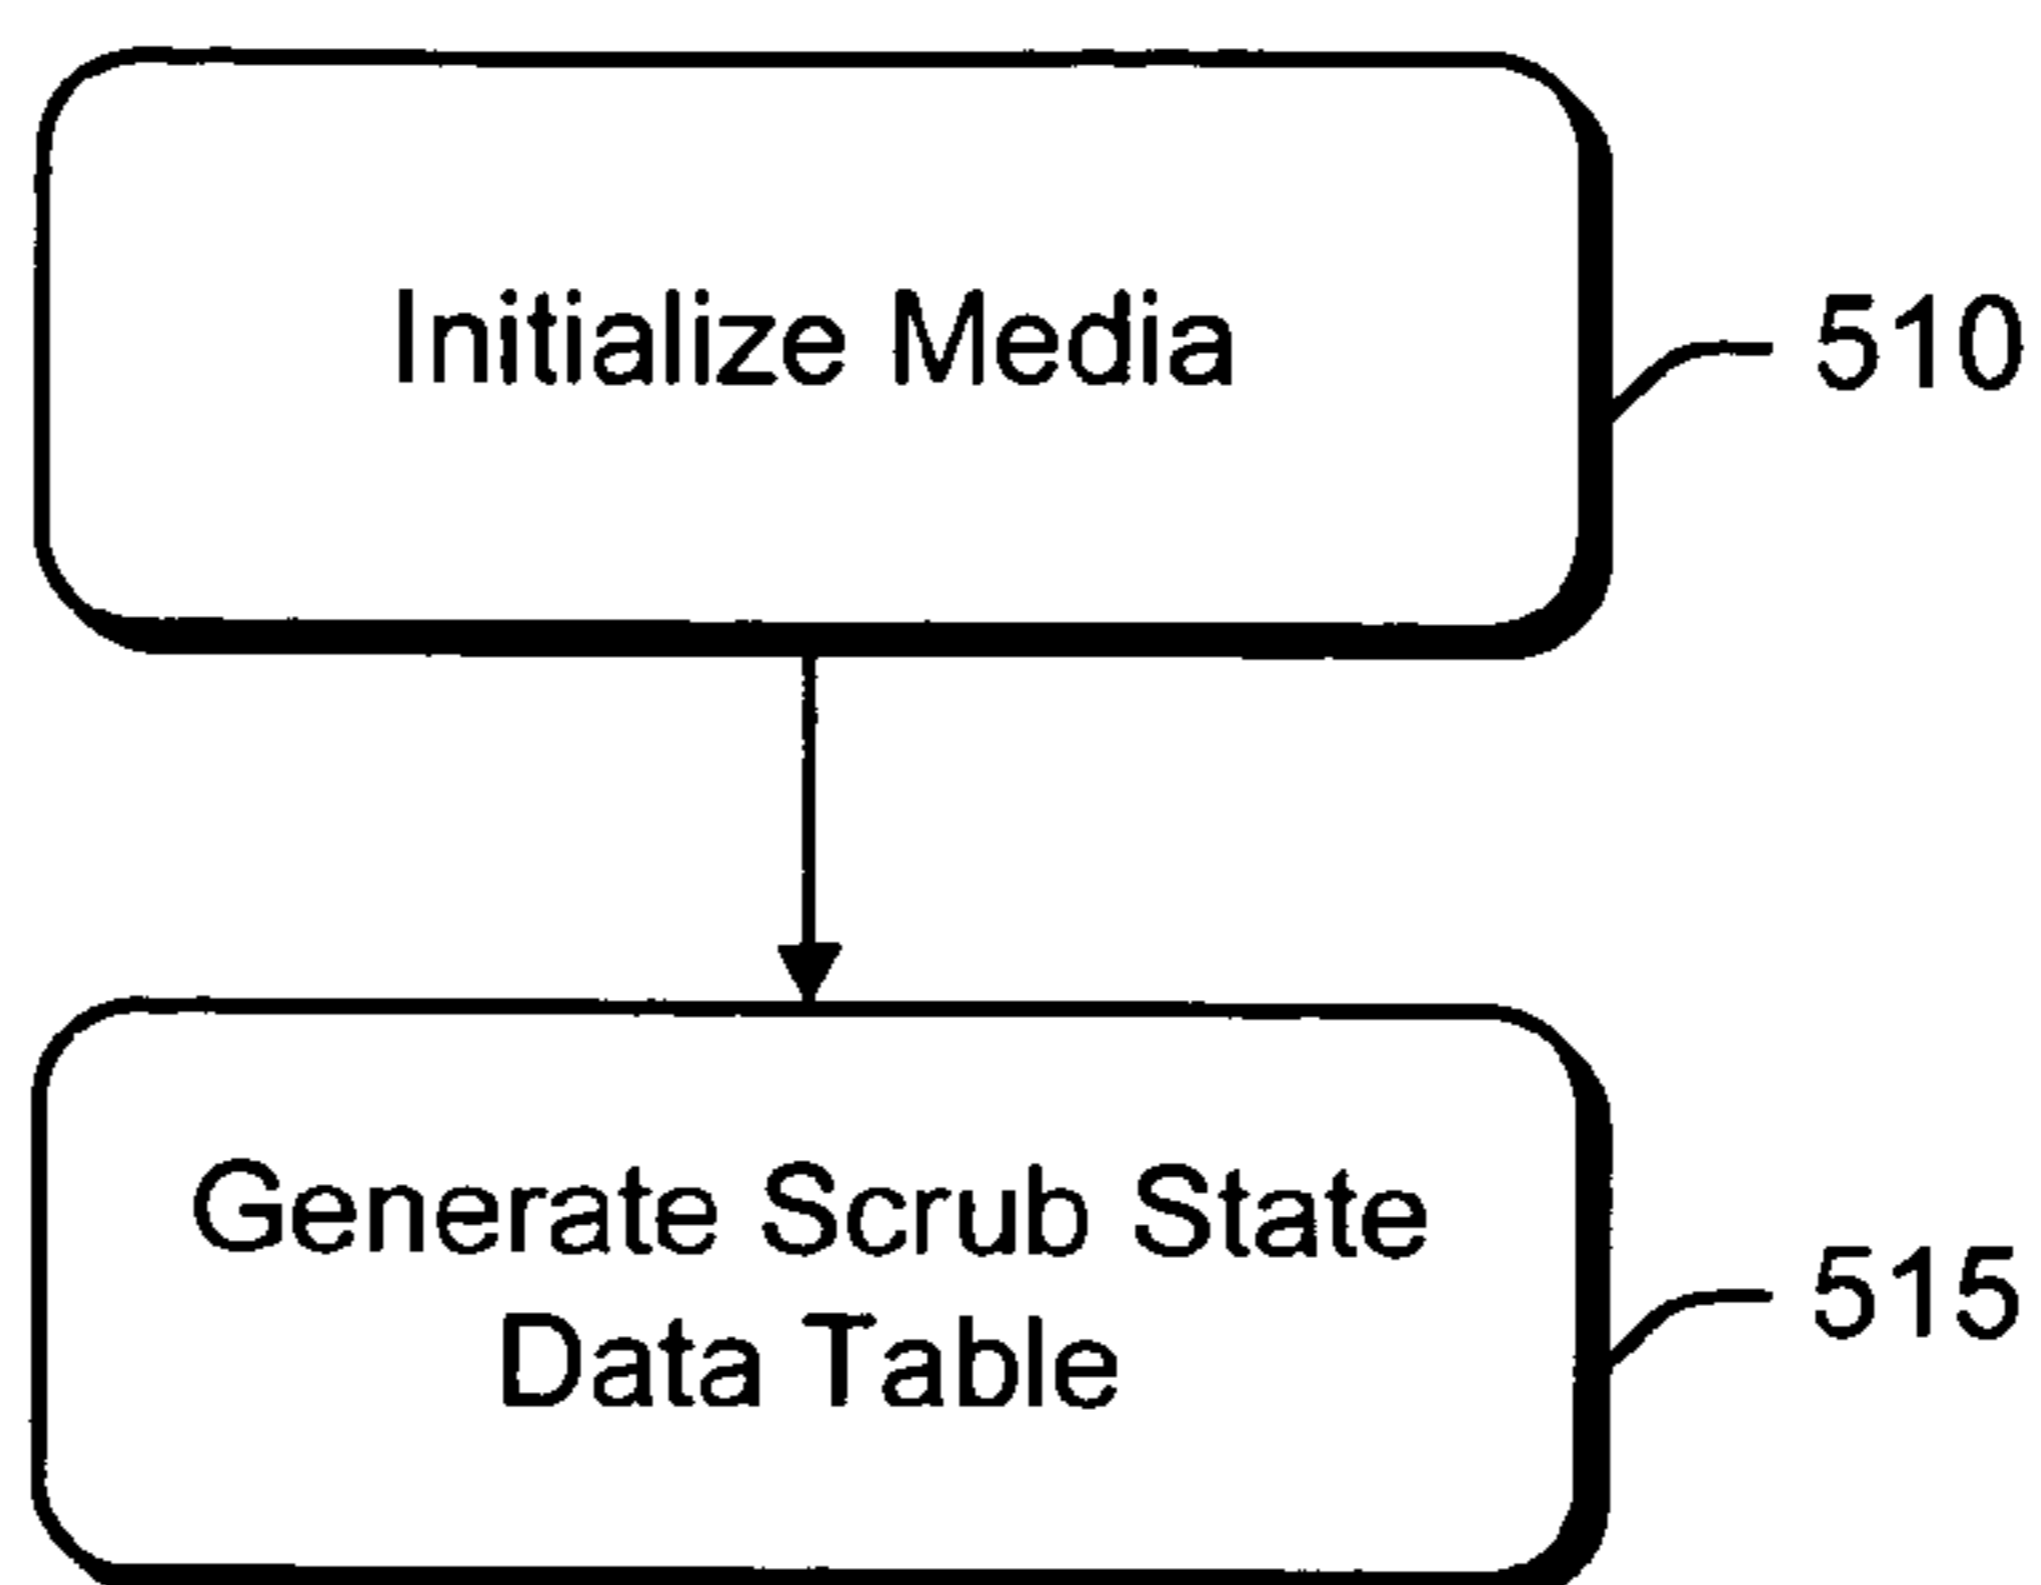 Initialize Media
510
Generate Scrub State
Data Table
515